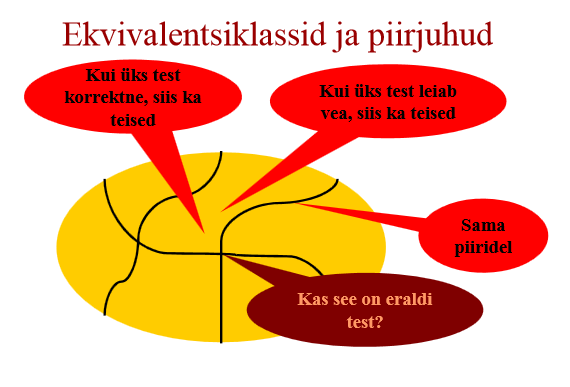 Ekvivalentsiklassid ja piirjuhud
Kui üks test
korrektne, siis ka
teised
Kui üks test leiab
vea, siis ka teised
Sama
piiridel
Kas see on eraldi
test?